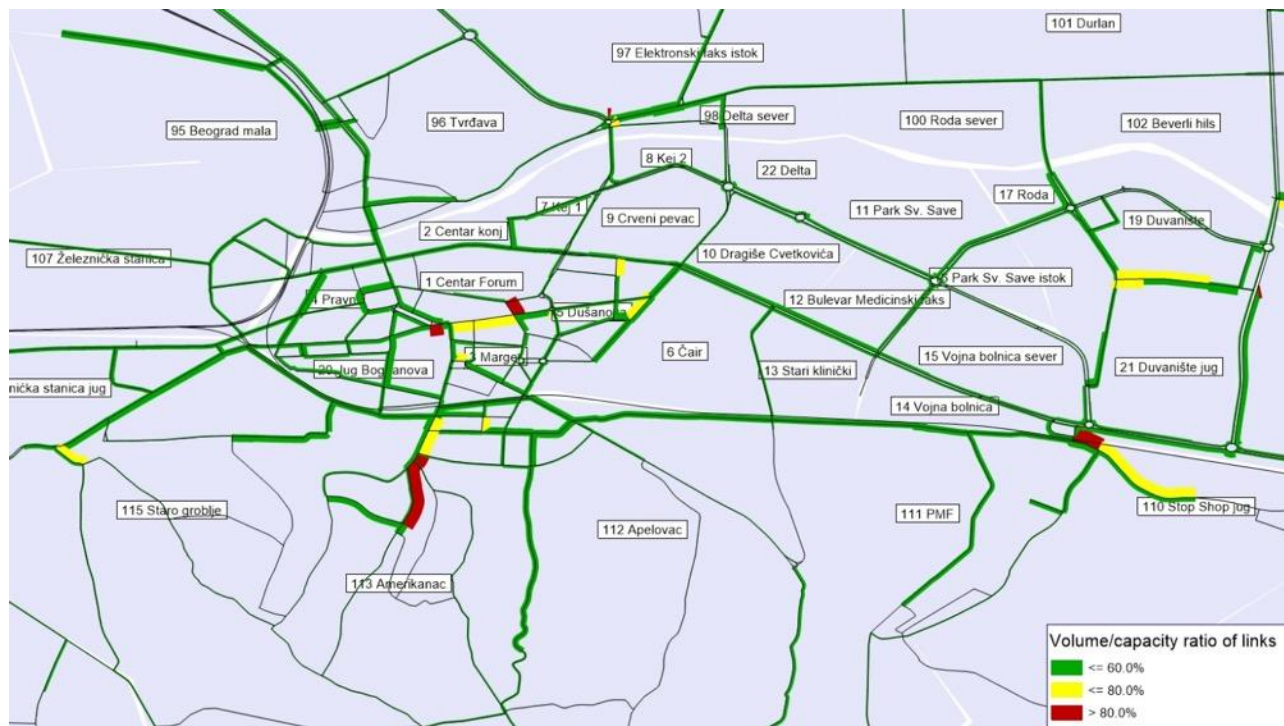 101 Durlan
97 Elektronski faks istok
98 Delta sever
96 Tvrđava
100 Roda sever
95 Beograd mala
102 Beverli hils
8 Kej 2
22 Delta
17 Roda
7 Kej 1
11 Park Sv. Save
9 Crveni pevac
19 Duvanište
2 Centar konj
10 Dragiše Cvetkovića
107 Železnička stanica
Park Sv. Save istok
1 Centar Forum
4 Pravn
12 Bulevar Medicinski faks
5 Dušanova
6 Čair
3 Marger
15 Vojna bolnica sever
20 Jug Bogdanova
13 Stari klinički
21 Duvanište jug
nička stanica jug
14 Vojna bolnica
110 Stop Shop jug
115 Staro groblje
111 PMF
112 Apelovac
113 Amerikanac
Volume/capacity ratio of links
<= 60.0%
<= 80.0%
> 80.0%